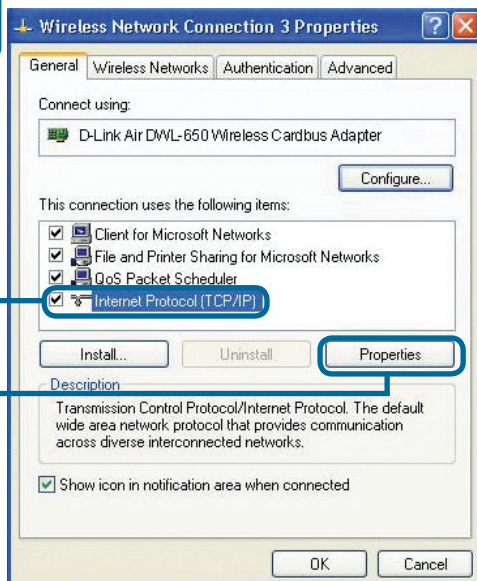 Wireless Network Connection 3 Properties
General Wireless Networks Authentication Advanced
Connect using:
D-Link Air DWL-650 Wireless Cardbus Adapter
Configure...
This connection uses the following items:
Client for Microsoft Networks
File and Printer Sharing for Microsoft Networks
QoS Packet Scheduler
Internet Protocol (TCP/IP)
Install... Uninstall Properties
Description
Transmission Control Protocol/Internet Protocol. The default
wide area network protocol that provides communication
across diverse interconnected networks.
Show icon in notification area when connected
OK Cancel